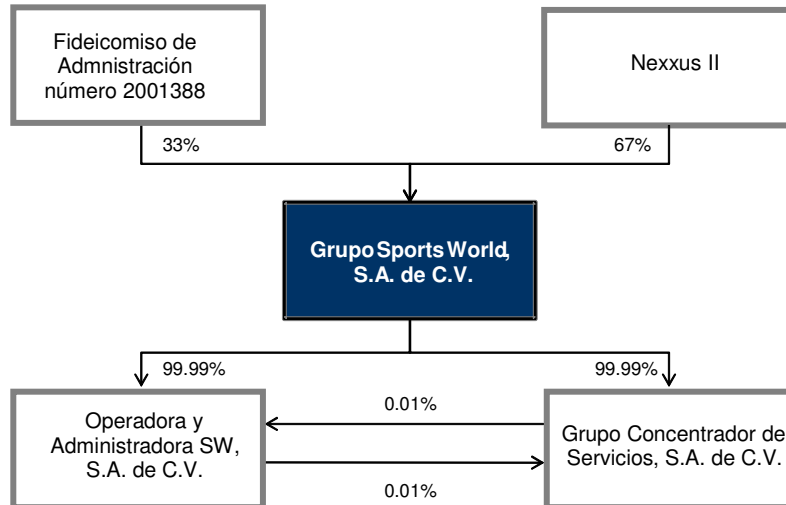 Fideicomiso de
Admnistración
número 2001388
Nexxus II
33%
67%
Grupo Sports World,
S.A. de C.V.
99.99%
99.99%
Operadora y
Administradora SW,
S.A. de C.V.
0.01%
0.01%
Grupo Concentrador de
Servicios, S.A. de C.V.